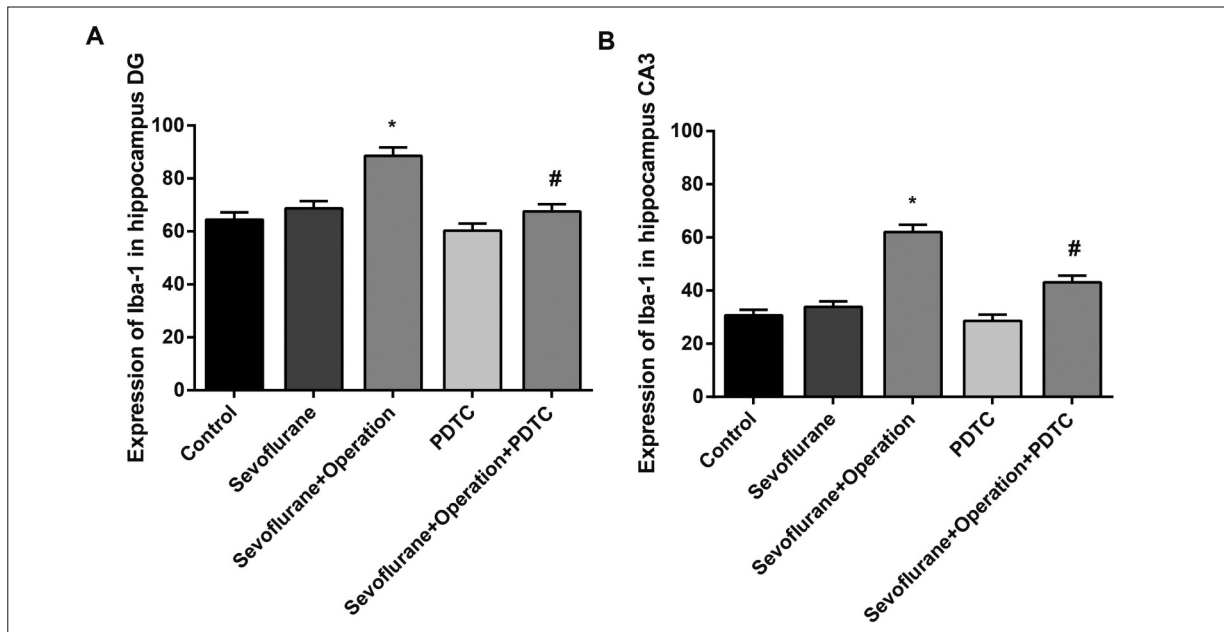 A
Expression of Iba-1 in hippocampus DG
100
80
60
40
20
0
*
#
Control
Sevoflurane
Sevoflurane+Operation
PDTC
Sevoflurane+Operation+PDTC
B
Expression of Iba-1 in hippocampus CA3
100
80
60
40
20
0
*
#
Control
Sevoflurane
Sevoflurane+Operation
PDTC
Sevoflurane+Operation+PDTC